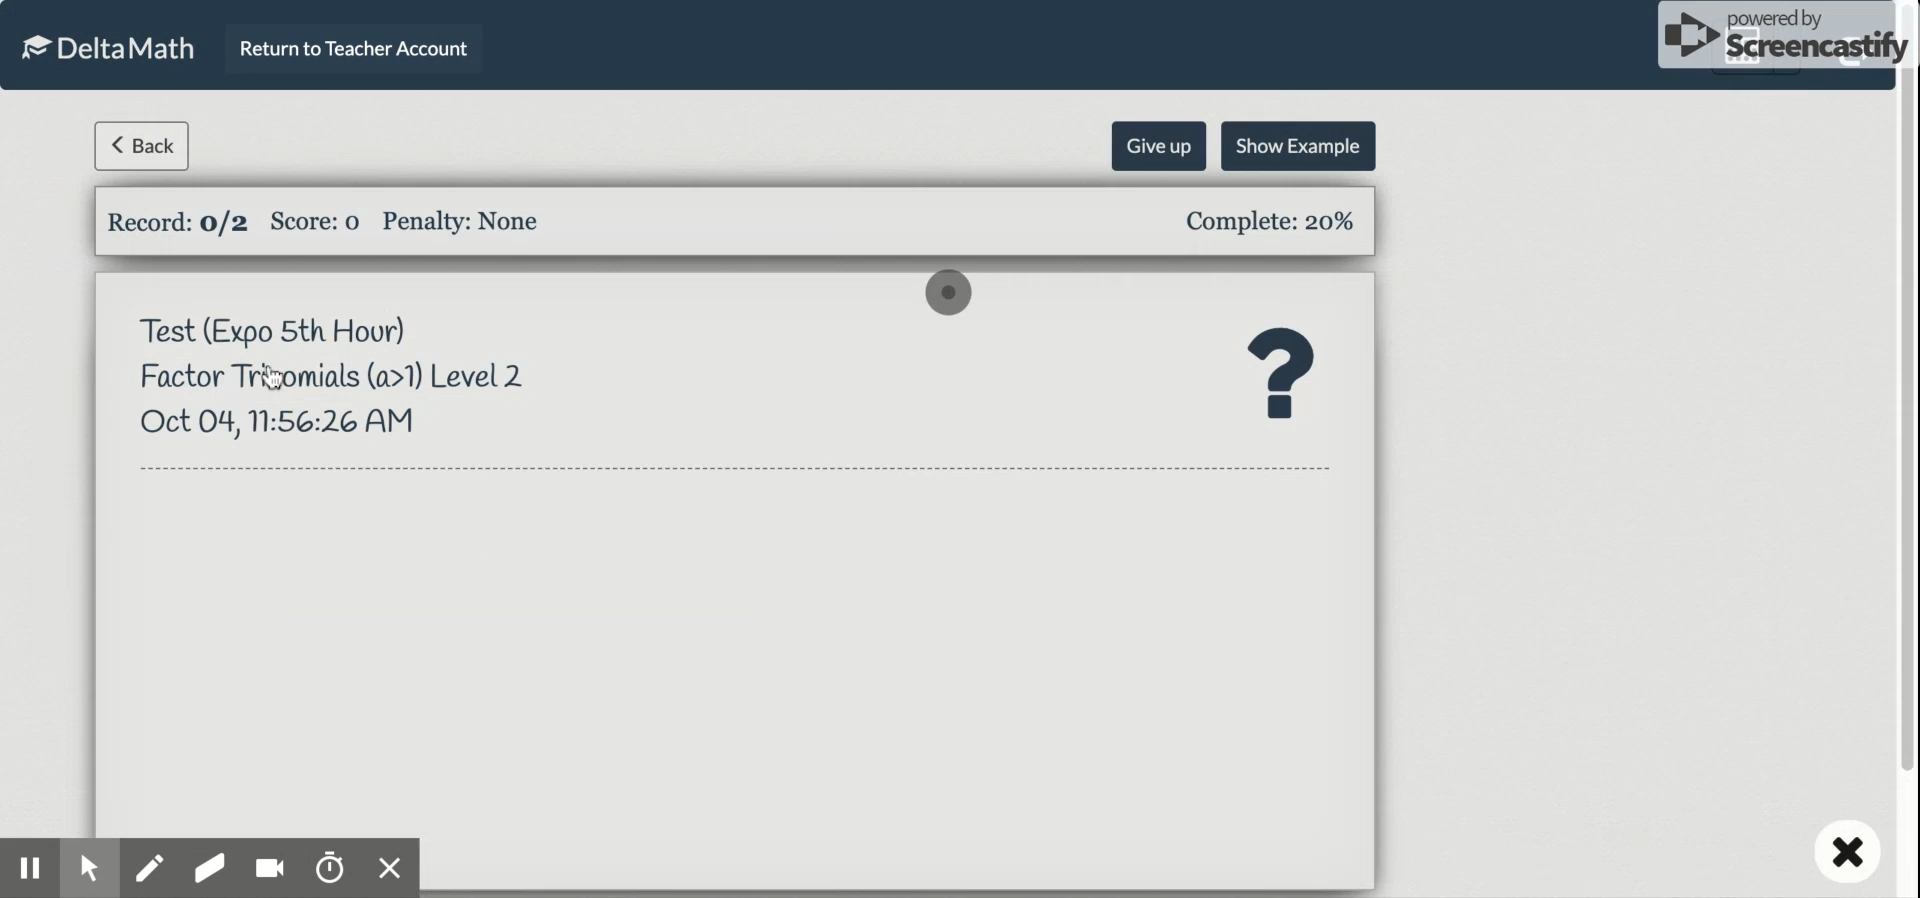 DeltaMath
Return to Teacher Account
powered by
Screencastify
Back
Give up
Show Example
Record: 0/2 Score: 0 Penalty: None
Complete: 20%
Test (Expo 5th Hour)
Factor Trinomials (a>1) Level 2
Oct 04, 11:56:26 AM
?